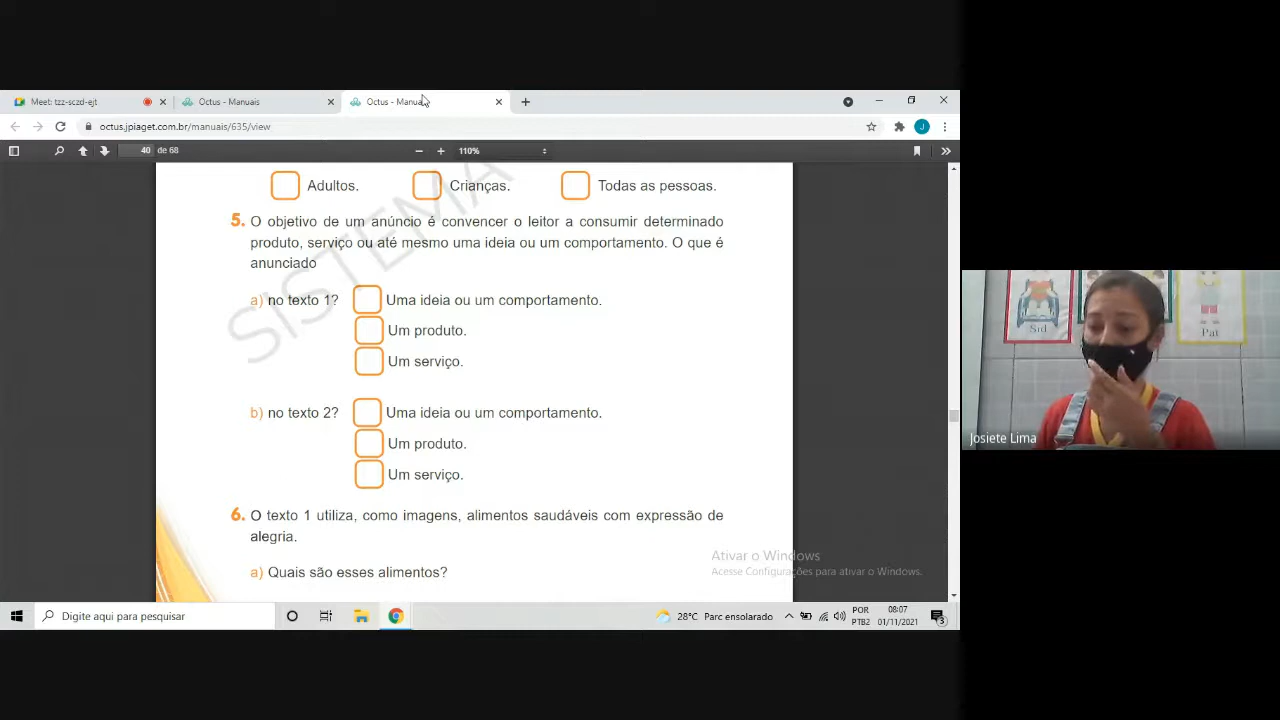 Meet: tzz-sczd-ejt
Octus - Manuais
Octus - Manuais
octus.jpiaget.com.br/manuais/635/view
40 de 68
110%
SISTEMA
Adultos. Crianças. Todas as pessoas.
5. O objetivo de um anúncio é convencer o leitor a consumir determinado
produto, serviço ou até mesmo uma ideia ou um comportamento. O que é
anunciado
a) no texto 1? Uma ideia ou um comportamento.
Um produto.
Um serviço.
b) no texto 2? Uma ideia ou um comportamento.
Um produto.
Um serviço.
6. O texto 1 utiliza, como imagens, alimentos saudáveis com expressão de
alegria.
a) Quais são esses alimentos?
Ativar o Windows
Acesse Configurações para ativar o Windows.
Digite aqui para pesquisar
28°C Parc ensolarado
POR
PTB2
08:07
01/11/2021
3
J
Sid
Pat
Josiete Lima